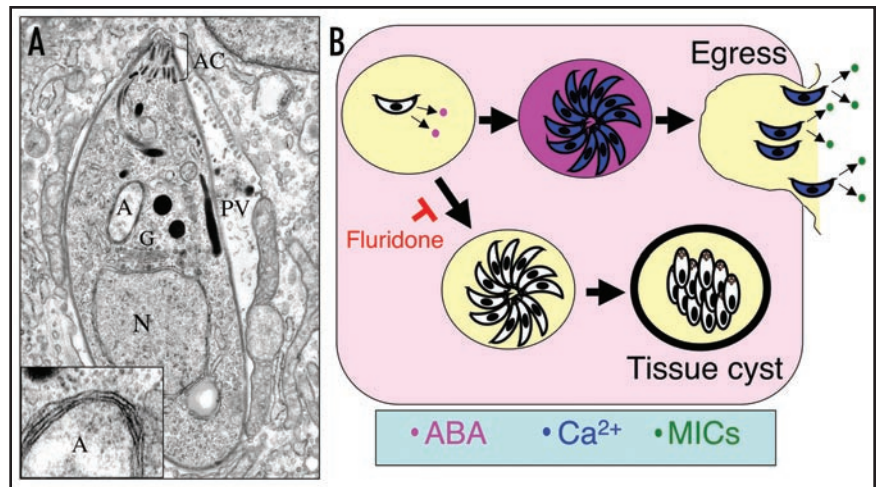 A
AC
A
PV
G
N
A
B
Egress
Fluridone
Tissue cyst
•ABA •Ca²⁺ •MICs